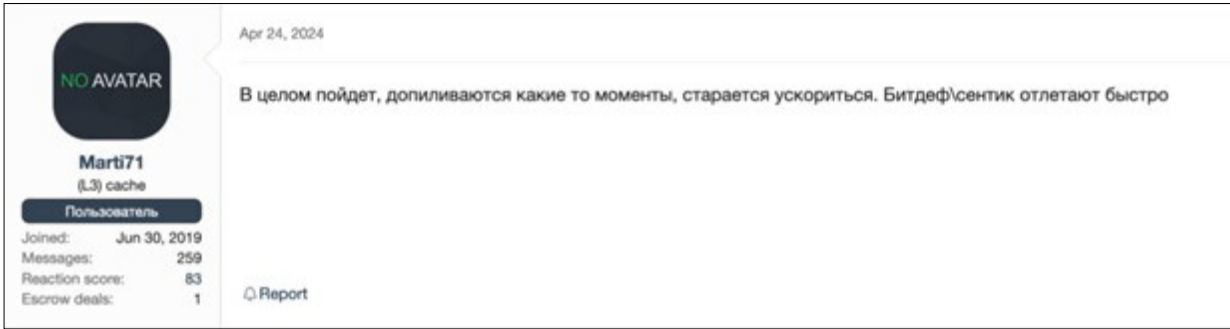 NO AVATAR
Marti71
(L3) cache
Пользователь
Joined: Jun 30, 2019
Messages: 259
Reaction score: 83
Escrow deals: 1
Apr 24, 2024
В целом пойдет, допиливаются какие то моменты, старается ускориться. Битдеф\сентик отлетают быстро
Report